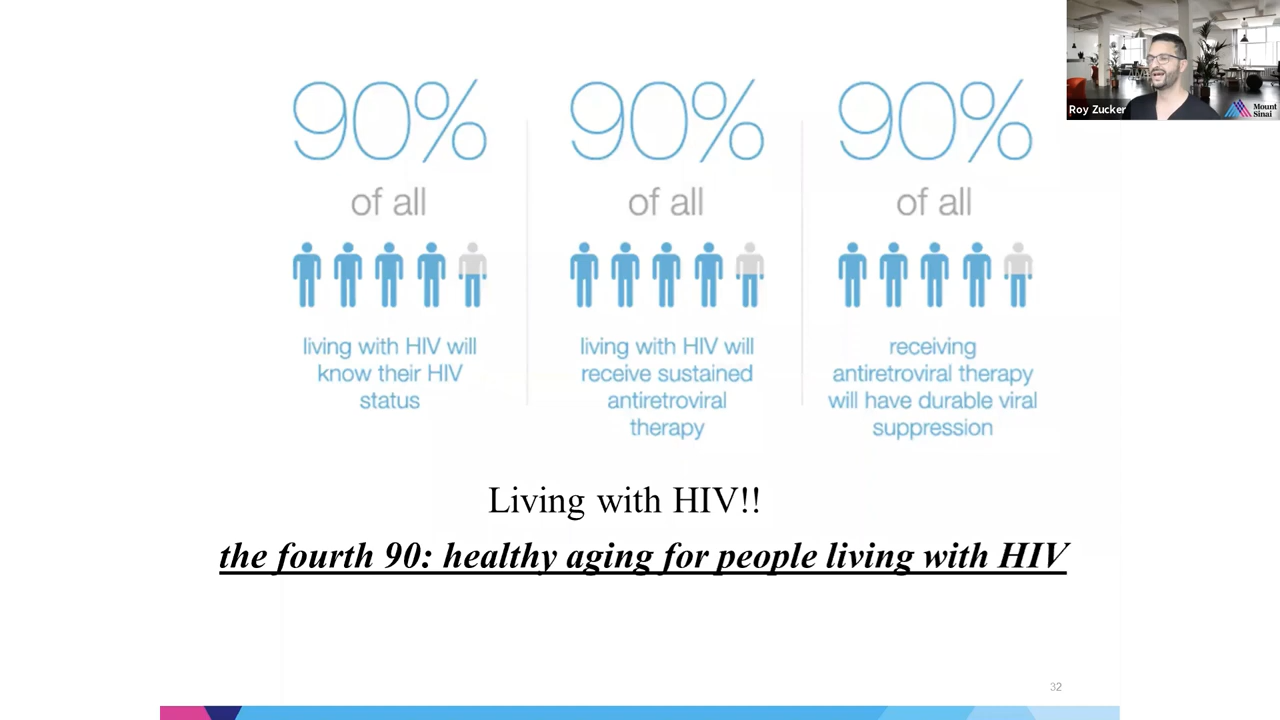 90%
of all
living with HIV will
know their HIV
status
90%
of all
living with HIV will
receive sustained
antiretroviral
therapy
90%
of all
receiving
antiretroviral therapy
will have durable viral
suppression
Living with HIV!!
the fourth 90: healthy aging for people living with HIV
32
Roy Zucker
Mount
Sinai